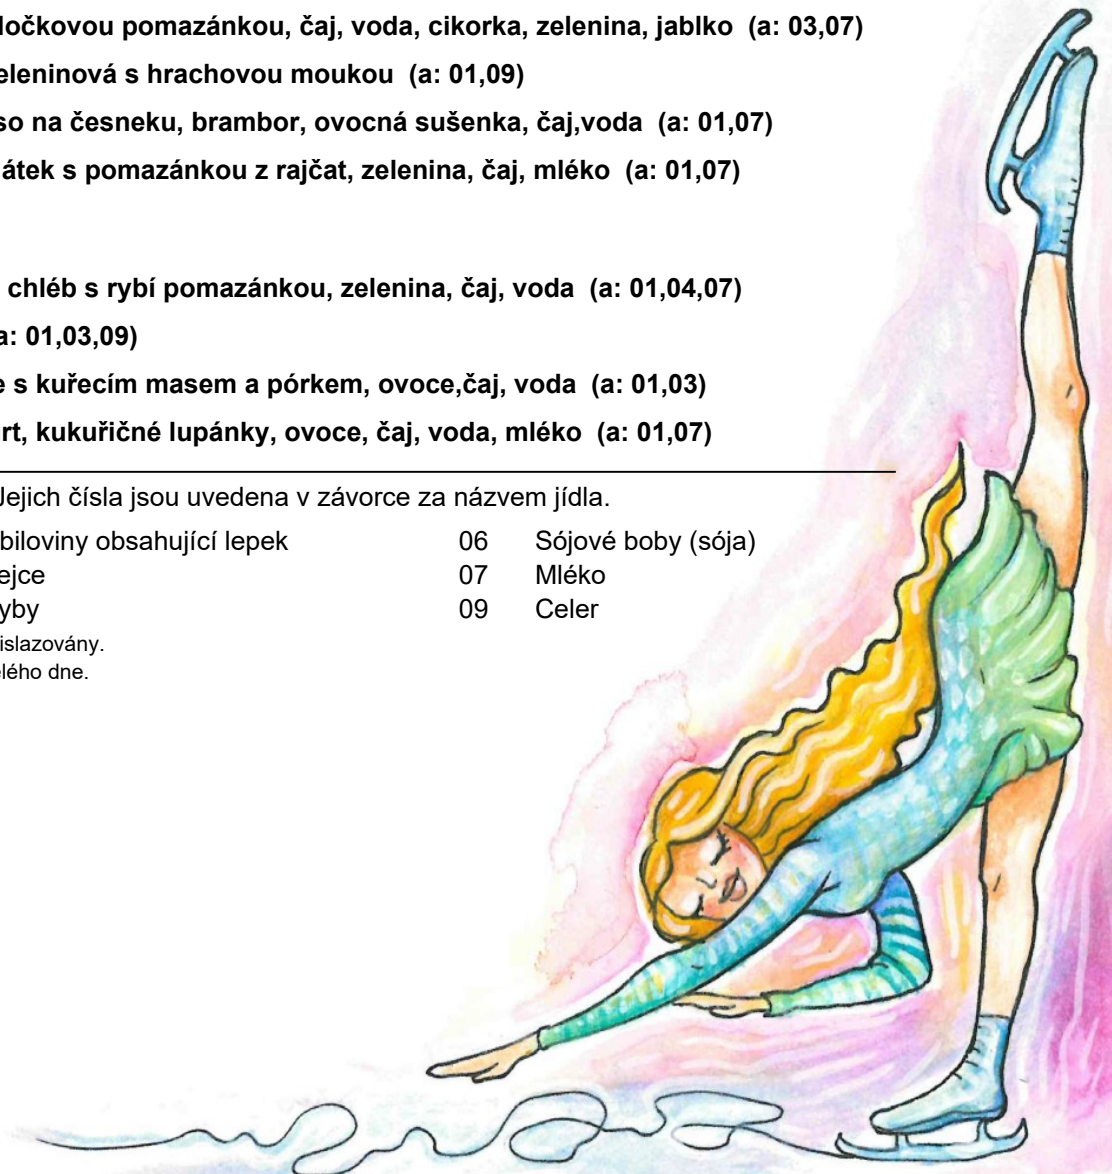 ločkovou pomazánkou, čaj, voda, cikorka, zelenina, jablko (a: 03,07)
eleninová s hrachovou moukou (a: 01,09)
so na česneku, brambor, ovocná sušenka, čaj,voda (a: 01,07)
átek s pomazánkou z rajčat, zelenina, čaj, mléko (a: 01,07)
chléb s rybí pomazánkou, zelenina, čaj, voda (a: 01,04,07)
a: 01,03,09)
e s kuřecím masem a pórkem, ovoce,čaj, voda (a: 01,03)
urt, kukuřičné lupánky, ovoce, čaj, voda, mléko (a: 01,07)
Jejich čísla jsou uvedena v závorce za názvem jídla.
biloviny obsahující lepek 06 Sójové boby (sója)
ejce 07 Mléko
yby 09 Celer
islazovány.
elého dne.